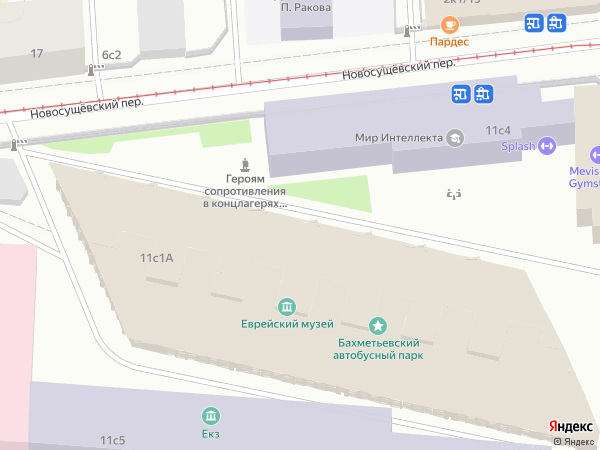 П. Ракова
2к1/13
17
6с2
Пардес
Новосущёвский пер.
Новосущёвский пер.
Мир Интеллекта
11с4
Splash
Mevis
Gymst
Героям
сопротивления
в концлагерях...
11с1А
Еврейский музей
Бахметьевский
автобусный парк
Екз
11с5
Яндекс
© Яндекс